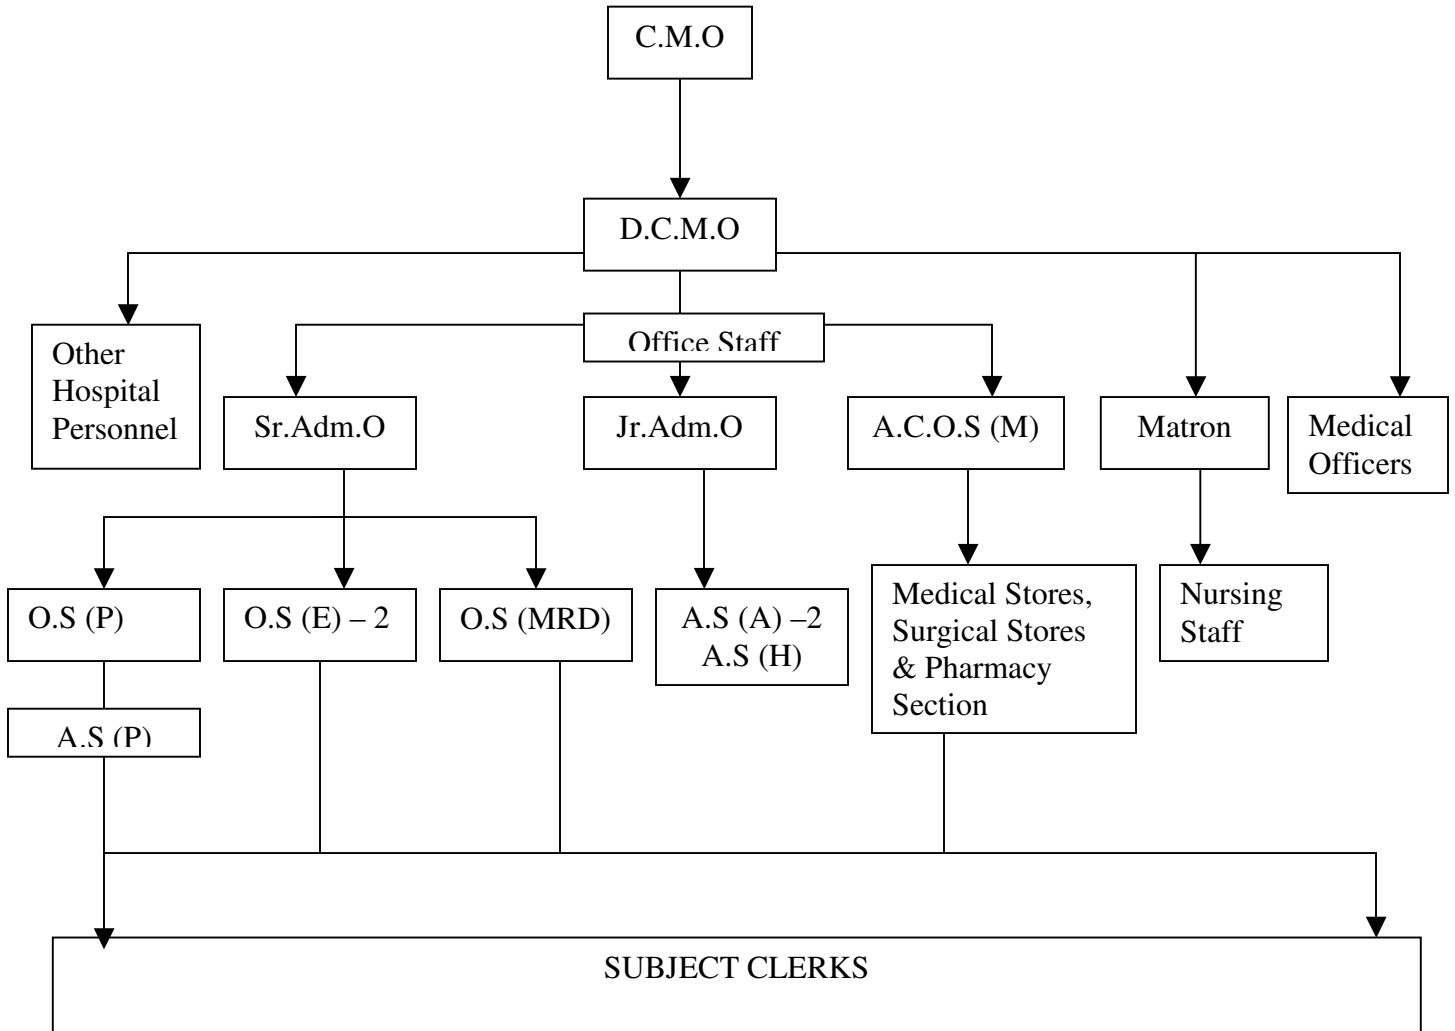 C.M.O
D.C.M.O
Office Staff
Other
Hospital
Personnel
Sr.Adm.O
Jr.Adm.O
A.C.O.S (M)
Matron
Medical
Officers
O.S (P)
O.S (E) – 2
O.S (MRD)
A.S (A) –2
A.S (H)
Medical Stores,
Surgical Stores
& Pharmacy
Section
Nursing
Staff
A.S (P)
SUBJECT CLERKS